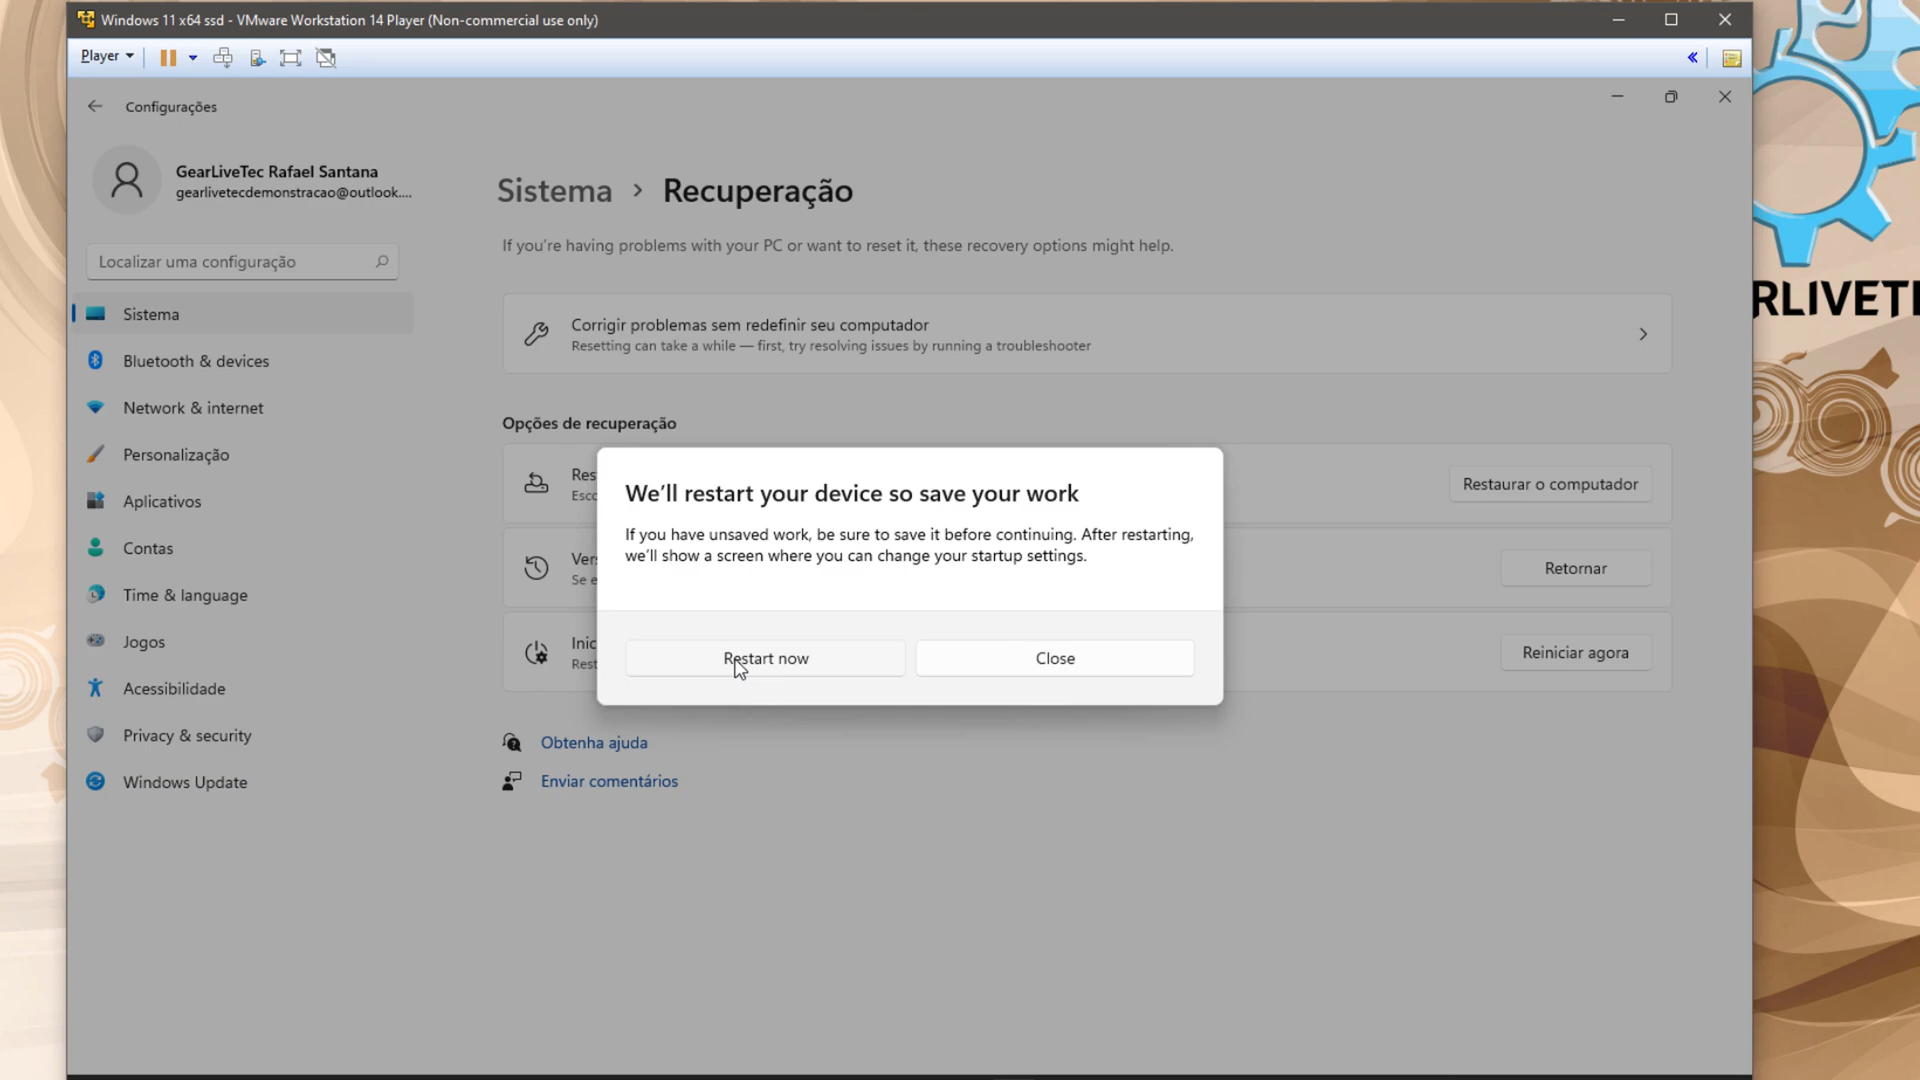 Windows 11 x64 ssd - VMware Workstation 14 Player (Non-commercial use only)
Player
Configurações
GearLiveTec Rafael Santana
gearlivetecdemonstracao@outlook....
Localizar uma configuração
Sistema
Bluetooth & devices
Network & internet
Personalização
Aplicativos
Contas
Time & language
Jogos
Acessibilidade
Privacy & security
Windows Update
Sistema > Recuperação
If you're having problems with your PC or want to reset it, these recovery options might help.
Corrigir problemas sem redefinir seu computador
Resetting can take a while — first, try resolving issues by running a troubleshooter
Opções de recuperação
Res
Esco
Restaurar o computador
Vers
Se e
Retornar
Inic
Rest
Reiniciar agora
We'll restart your device so save your work
If you have unsaved work, be sure to save it before continuing. After restarting,
we'll show a screen where you can change your startup settings.
Restart now
Close
Obtenha ajuda
Enviar comentários
RLIVETE